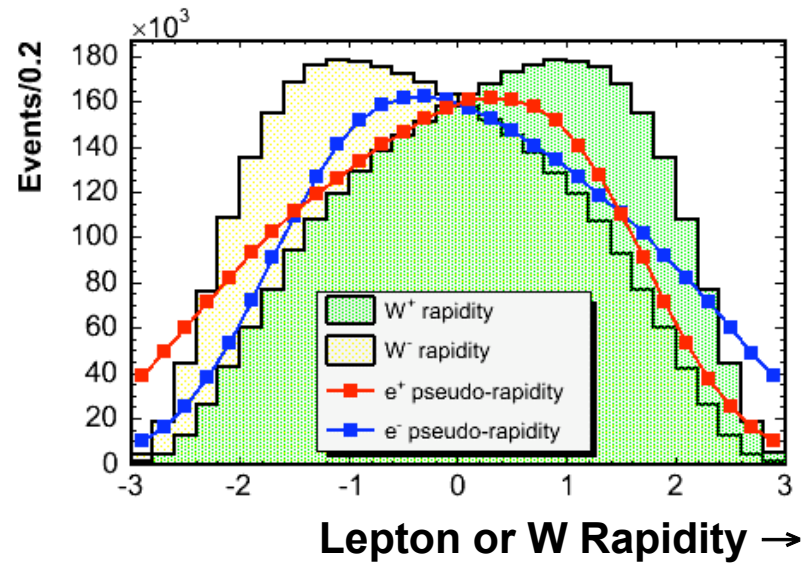 ×10³
Events/0.2
180
160
140
120
100
80
60
40
20
0
W⁺ rapidity
W⁻ rapidity
e⁺ pseudo-rapidity
e⁻ pseudo-rapidity
-3 -2 -1 0 1 2 3
Lepton or W Rapidity →